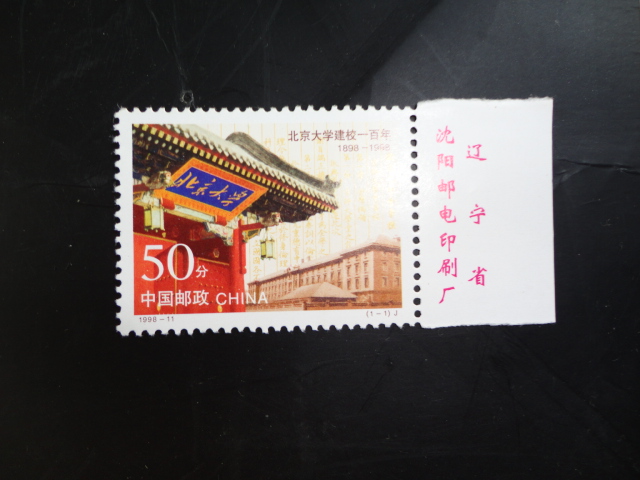 北京大学建校一百年
1898-1998
北京大学
50分
中国邮政 CHINA
1998-11
(1-1) J
辽宁省
沈阳邮电印刷厂